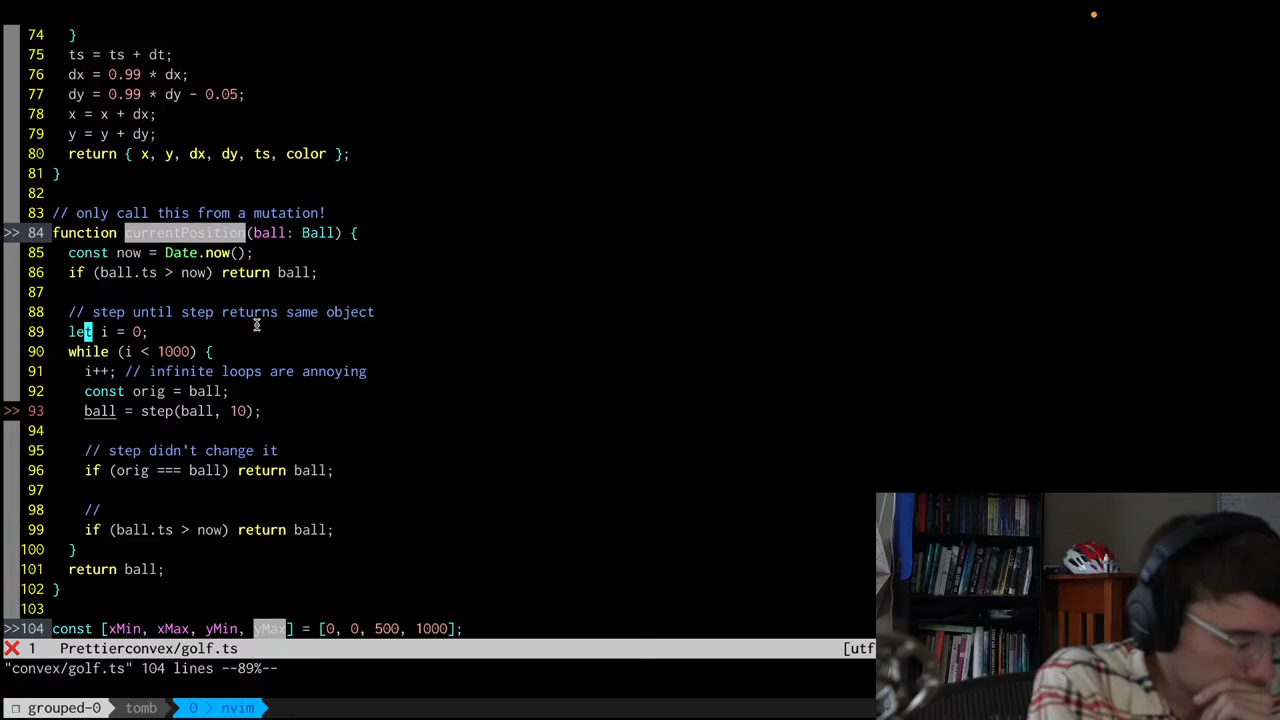 74 }
75 ts = ts + dt;
76 dx = 0.99 * dx;
77 dy = 0.99 * dy - 0.05;
78 x = x + dx;
79 y = y + dy;
80 return { x, y, dx, dy, ts, color };
81 }
82
83 // only call this from a mutation!
>> 84 function currentPosition(ball: Ball) {
85 const now = Date.now();
86 if (ball.ts > now) return ball;
87
88 // step until step returns same object
89 let i = 0;
90 while (i < 1000) {
91 i++; // infinite loops are annoying
92 const orig = ball;
>> 93 ball = step(ball, 10);
94
95 // step didn't change it
96 if (orig === ball) return ball;
97
98 //
99 if (ball.ts > now) return ball;
100 }
101 return ball;
102 }
103
>>104 const [xMin, xMax, yMin, yMax] = [0, 0, 500, 1000];
❌ 1 Prettierconvex/golf.ts [utf
"convex/golf.ts" 104 lines --89%--
grouped-0 tomb 0 > nvim